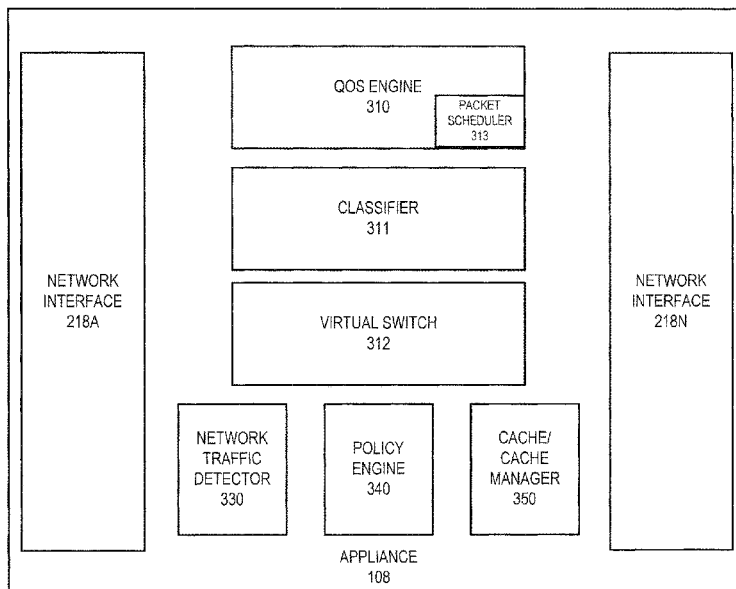 QOS ENGINE
310
PACKET
SCHEDULER
313
CLASSIFIER
311
NETWORK
INTERFACE
218A
NETWORK
INTERFACE
218N
VIRTUAL SWITCH
312
NETWORK
TRAFFIC
DETECTOR
330
POLICY
ENGINE
340
CACHE/
CACHE
MANAGER
350
APPLIANCE
108